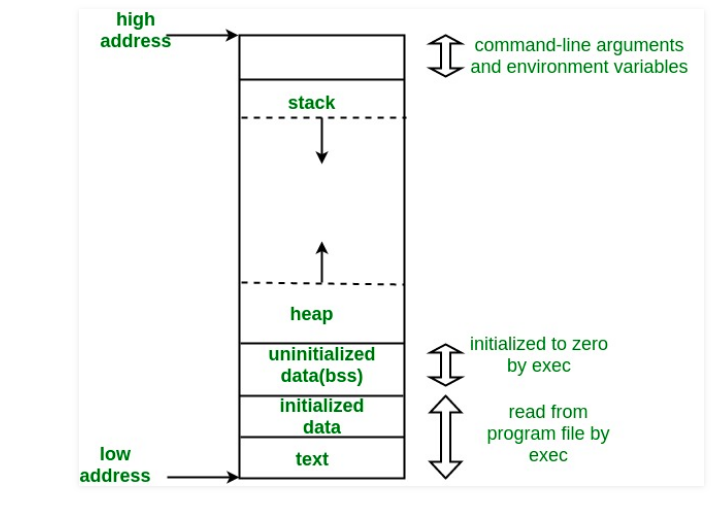 high
address
command-line arguments
and environment variables
stack
heap
uninitialized
data(bss)
initialized to zero
by exec
initialized
data
read from
program file by
exec
text
low
address